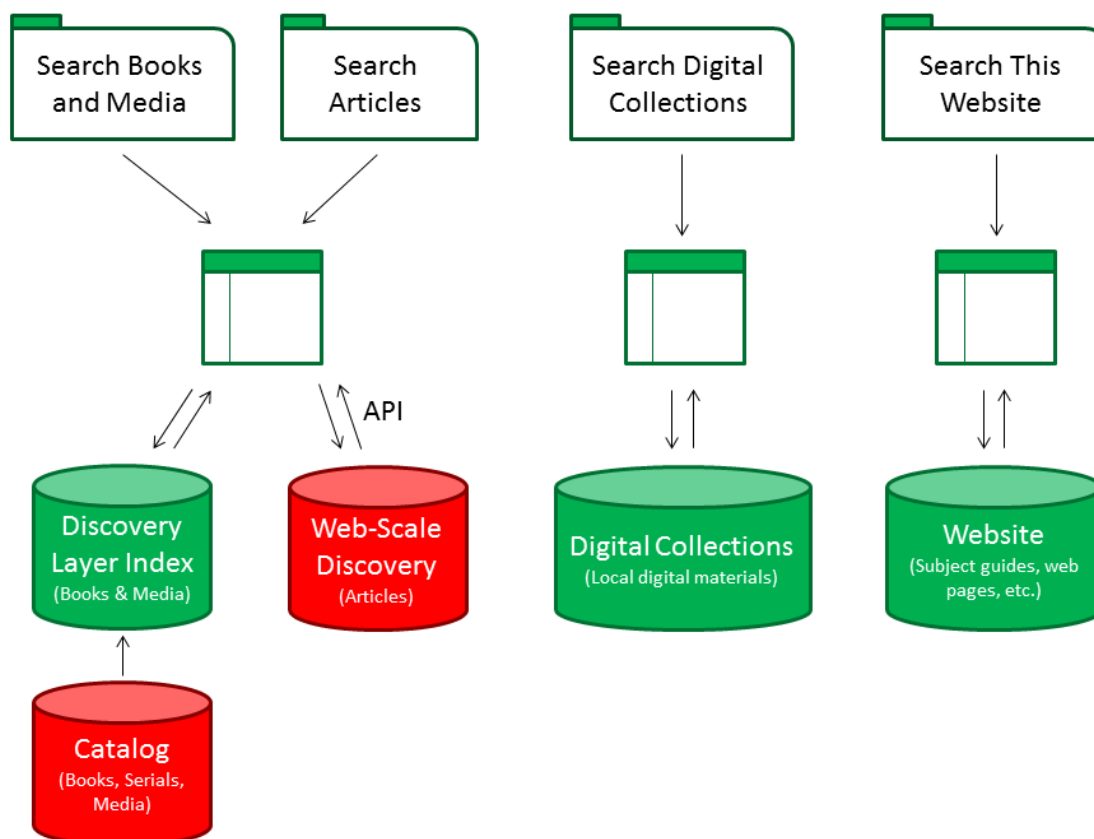 Search Books
and Media
Search
Articles
Search Digital
Collections
Search This
Website
API
Discovery
Layer Index
(Books & Media)
Web-Scale
Discovery
(Articles)
Digital Collections
(Local digital materials)
Website
(Subject guides, web
pages, etc.)
Catalog
(Books, Serials,
Media)